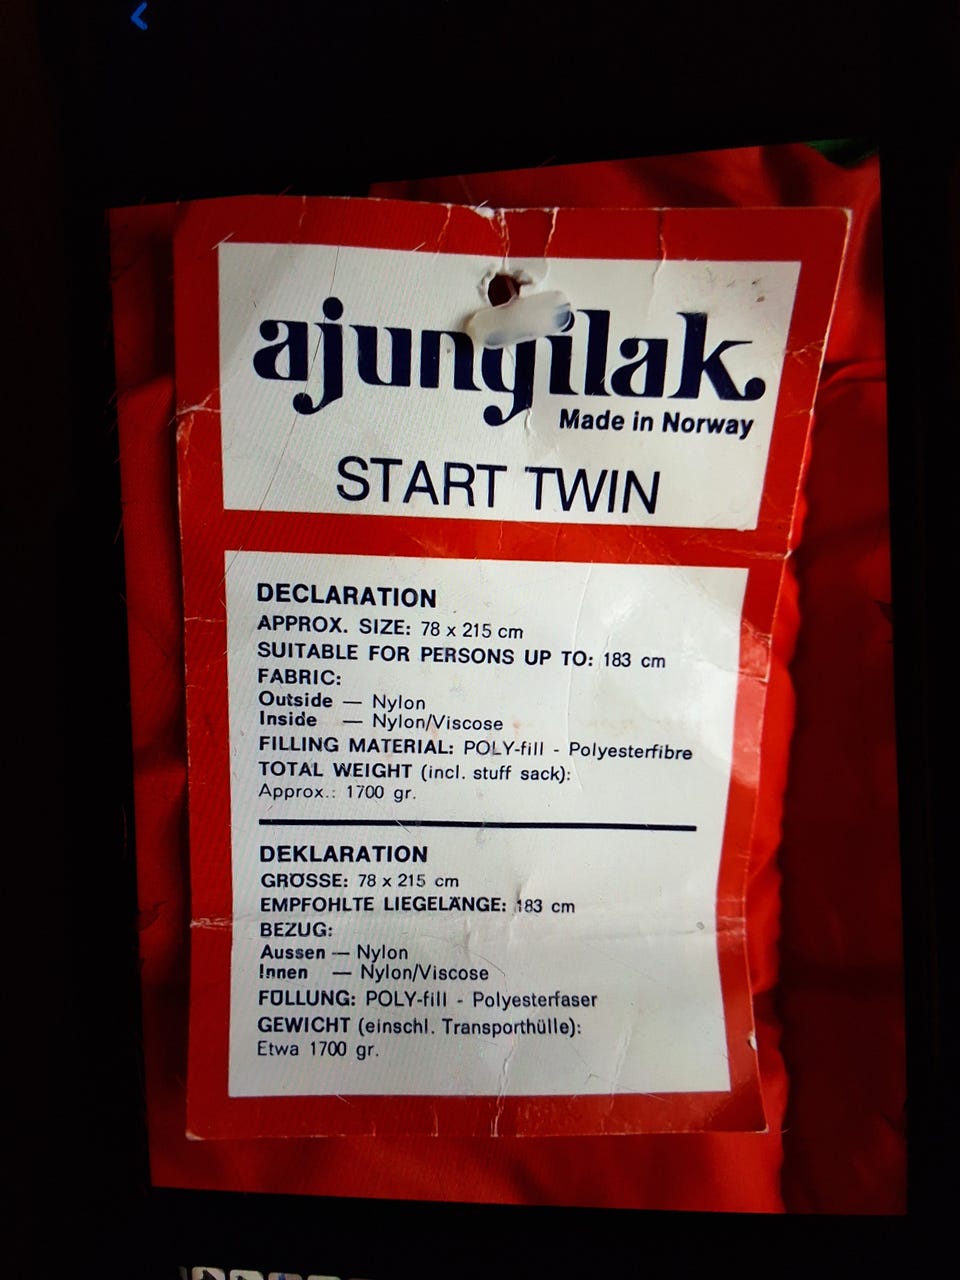 ajungilak
Made in Norway
START TWIN
DECLARATION
APPROX. SIZE: 78 x 215 cm
SUITABLE FOR PERSONS UP TO: 183 cm
FABRIC:
Outside — Nylon
Inside — Nylon/Viscose
FILLING MATERIAL: POLY-fill - Polyesterfibre
TOTAL WEIGHT (incl. stuff sack):
Approx.: 1700 gr.
DEKLARATION
GRÖSSE: 78 x 215 cm
EMPFOHLTE LIEGELÄNGE: 183 cm
BEZUG:
Aussen — Nylon
Innen — Nylon/Viscose
FÜLLUNG: POLY-fill - Polyesterfaser
GEWICHT (einschl. Transporthülle):
Etwa 1700 gr.